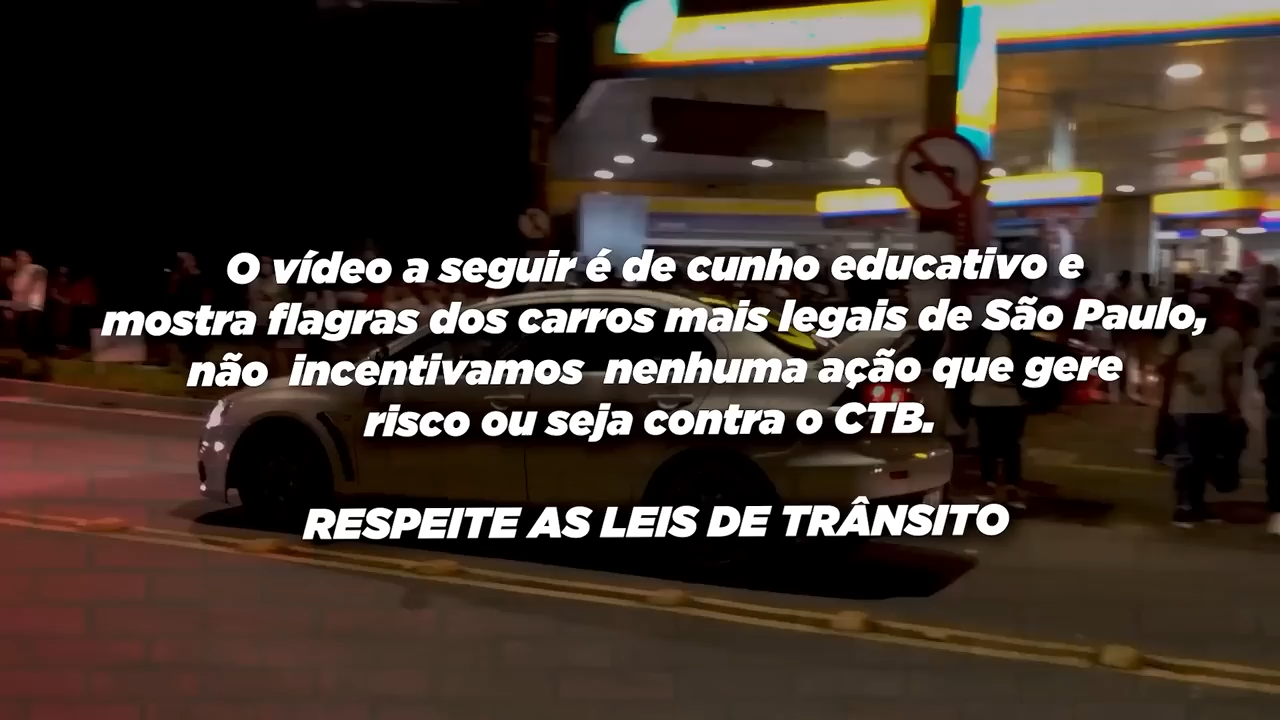 O vídeo a seguir é de cunho educativo e
mostra flagras dos carros mais legais de São Paulo,
não incentivamos nenhuma ação que gere
risco ou seja contra o CTB.
RESPEITE AS LEIS DE TRÂNSITO